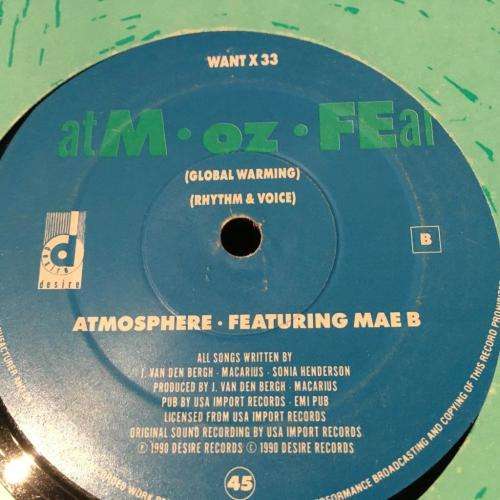 WANT X 33
atM · oz · FEar
(GLOBAL WARMING)
(RHYTHM & VOICE)
d
desire
desire
B
ATMOSPHERE · FEATURING MAE B
ALL SONGS WRITTEN BY
J. VAN DEN BERGH · MACARIUS · SONIA HENDERSON
PRODUCED BY J. VAN DEN BERGH · MACARIUS
PUB BY USA IMPORT RECORDS · EMI PUB
LICENSED FROM USA IMPORT RECORDS
ORIGINAL SOUND RECORDING BY USA IMPORT RECORDS
Ⓟ 1990 DESIRE RECORDS © 1990 DESIRE RECORDS
45
WORK
PERFORMANCE BROADCASTING AND COPYING OF THIS RECORD